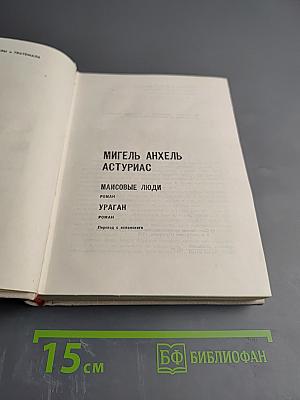 МИГЕЛЬ АНХЕЛЬ
АСТУРИАС
МАИСОВЫЕ ЛЮДИ
РОМАН
УРАГАН
РОМАН
Перевод с испанского
15 см
БФ БИБЛИОФАН